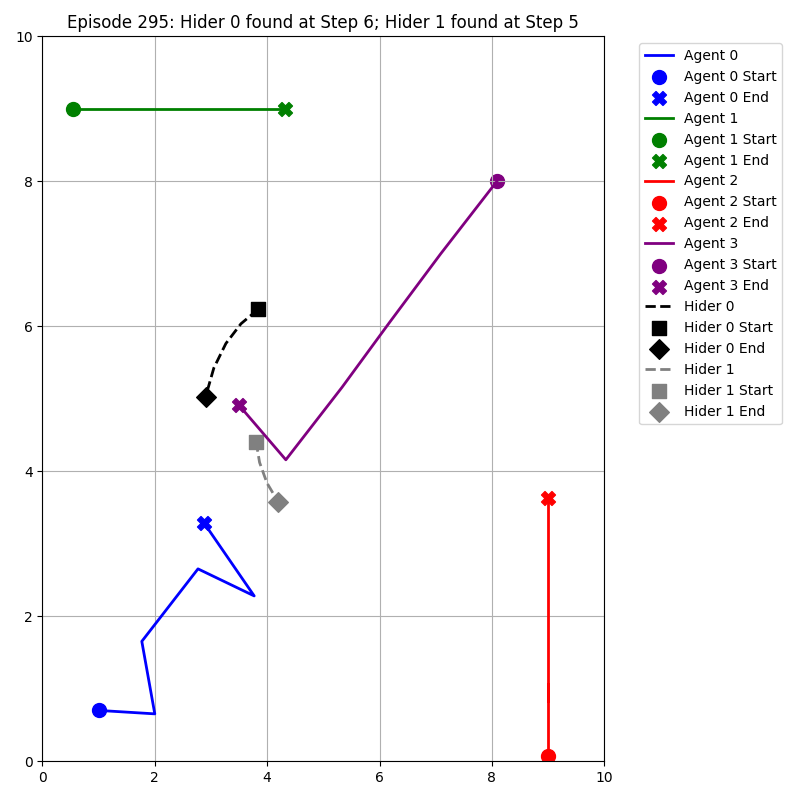 Episode 295: Hider 0 found at Step 6; Hider 1 found at Step 5
10
8
6
4
2
0
0 2 4 6 8 10
Agent 0
Agent 0 Start
Agent 0 End
Agent 1
Agent 1 Start
Agent 1 End
Agent 2
Agent 2 Start
Agent 2 End
Agent 3
Agent 3 Start
Agent 3 End
Hider 0
Hider 0 Start
Hider 0 End
Hider 1
Hider 1 Start
Hider 1 End